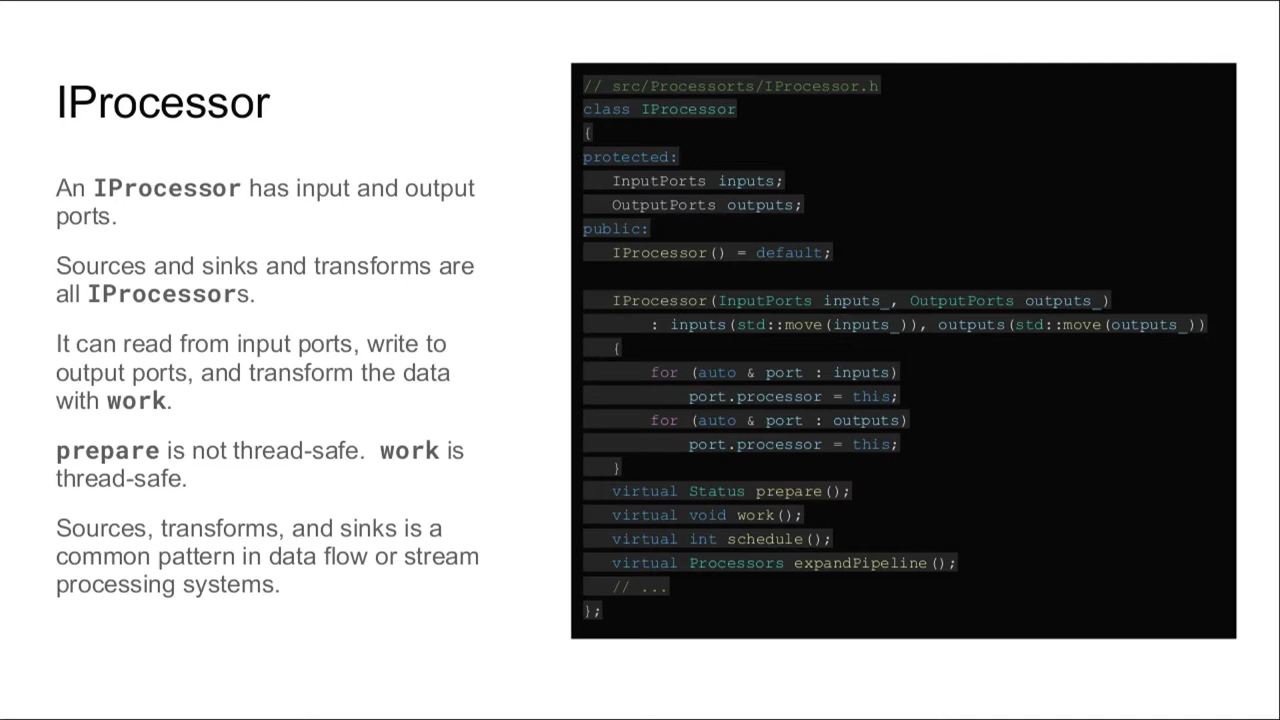 IProcessor
An IProcessor has input and output
ports.
Sources and sinks and transforms are
all IProcessors.
It can read from input ports, write to
output ports, and transform the data
with work.
prepare is not thread-safe. work is
thread-safe.
Sources, transforms, and sinks is a
common pattern in data flow or stream
processing systems.
// src/Processorts/IProcessor.h
class IProcessor
{
protected:
InputPorts inputs;
OutputPorts outputs;
public:
IProcessor() = default;
IProcessor(InputPorts inputs_, OutputPorts outputs_)
: inputs(std::move(inputs_)), outputs(std::move(outputs_))
{
for (auto & port : inputs)
port.processor = this;
for (auto & port : outputs)
port.processor = this;
}
virtual Status prepare();
virtual void work();
virtual int schedule();
virtual Processors expandPipeline();
// ...
};